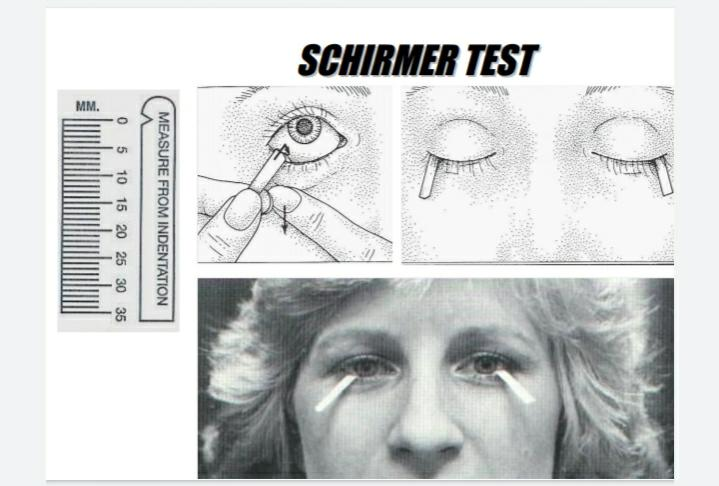 SCHIRMER TEST
MM.
0
5
10
15
20
25
30
35
MEASURE FROM INDENTATION